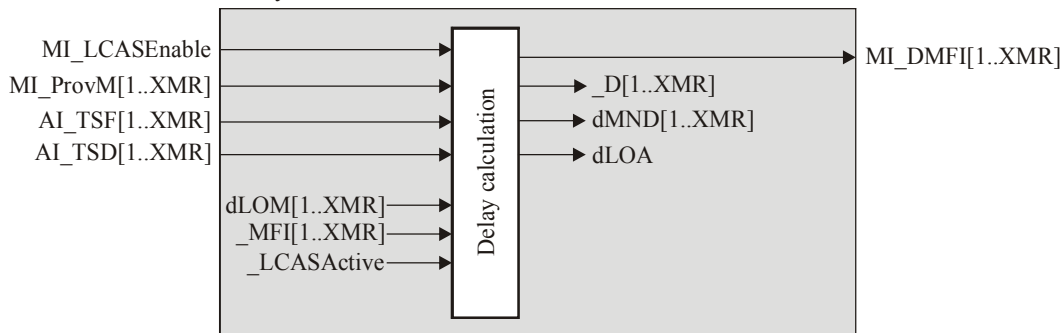 MI_LCASEnable
MI_DMFI[1..XMR]
MI_ProvM[1..XMR]
_D[1..XMR]
AI_TSF[1..XMR]
dMND[1..XMR]
AI_TSD[1..XMR]
dLOA
Delay calculation
dLOM[1..XMR]
_MFI[1..XMR]
_LCASActive